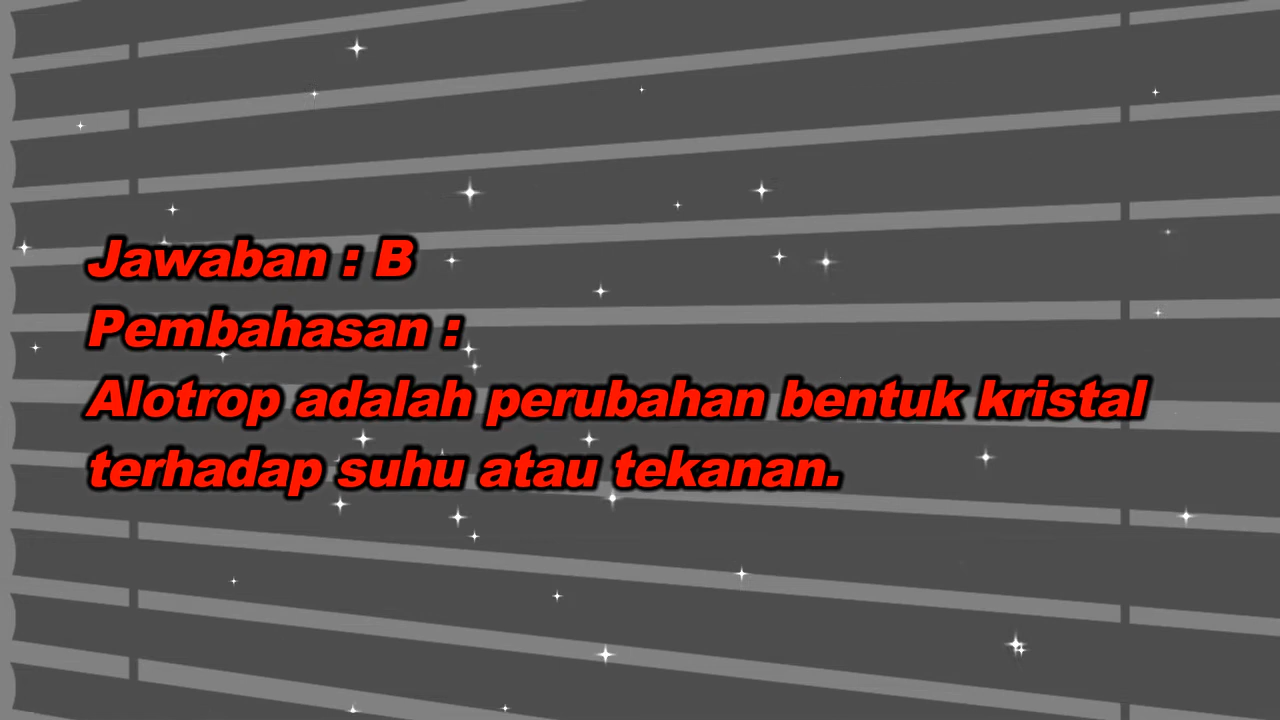 Jawaban : B
Pembahasan :
Alotrop adalah perubahan bentuk kristal
terhadap suhu atau tekanan.